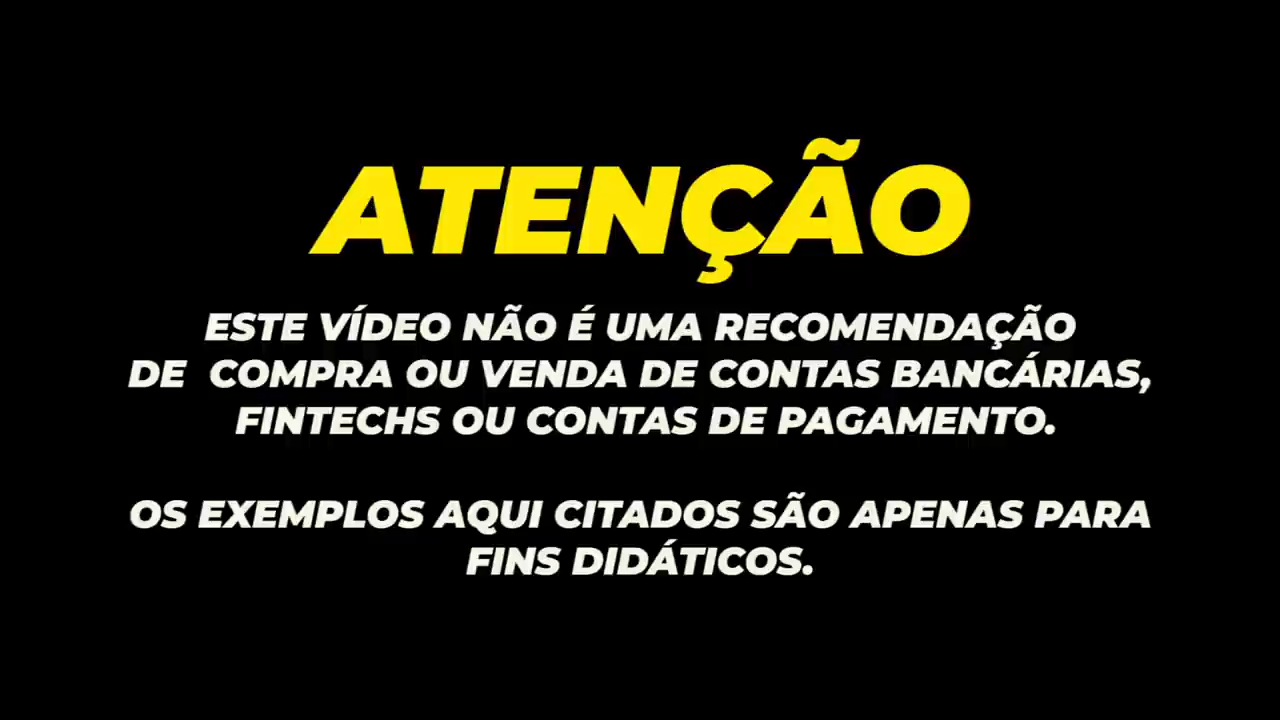 ATENÇÃO
ESTE VÍDEO NÃO É UMA RECOMENDAÇÃO
DE COMPRA OU VENDA DE CONTAS BANCÁRIAS,
FINTECHS OU CONTAS DE PAGAMENTO.
OS EXEMPLOS AQUI CITADOS SÃO APENAS PARA
FINS DIDÁTICOS.